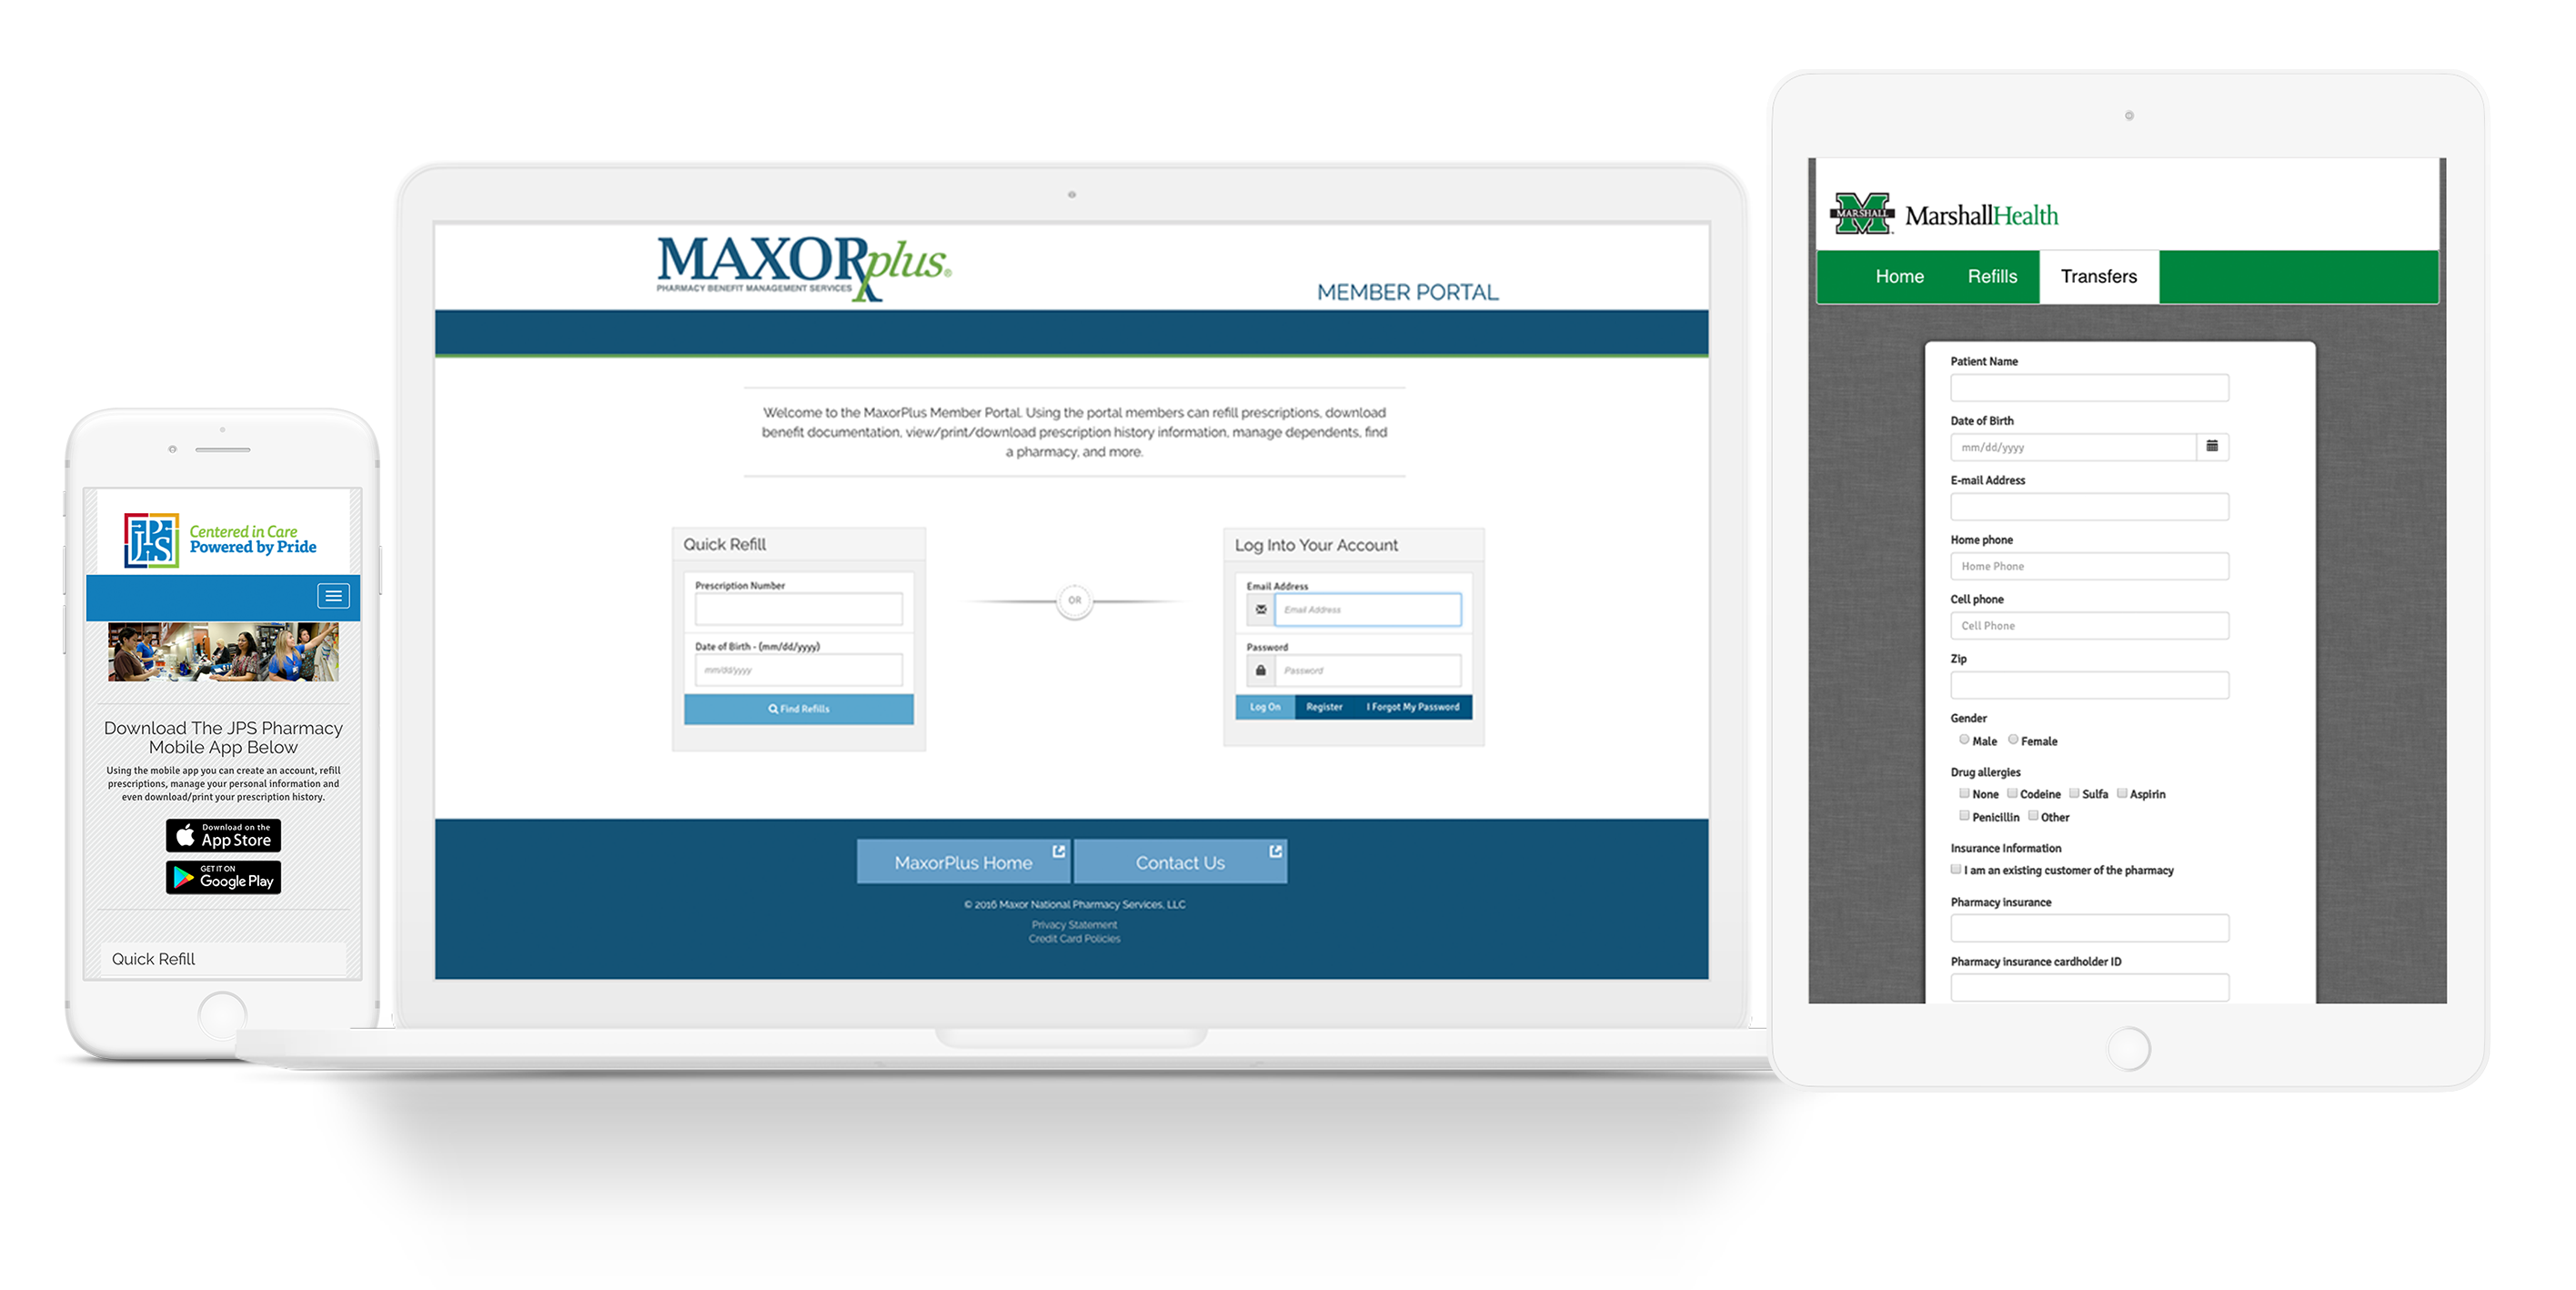 JPS
Centered in Care
Powered by Pride
Download The JPS Pharmacy
Mobile App Below
Using the mobile app you can create an account, refill
prescriptions, manage your personal information and
even download/print your prescription history.
Download on the
App Store
GET IT ON
Google Play
Quick Refill
MAXORplus®
PHARMACY BENEFIT MANAGEMENT SERVICES
MEMBER PORTAL
Welcome to the MaxorPlus Member Portal. Using the portal members can refill prescriptions, download
benefit documentation, view/print/download prescription history information, manage dependents, find
a pharmacy, and more.
Quick Refill
Prescription Number
Date of Birth - (mm/dd/yyyy)
mm/dd/yyyy
Find Refills
OR
Log Into Your Account
Email Address
Email Address
Password
Password
Log On Register I Forgot My Password
MaxorPlus Home Contact Us
© 2016 Maxor National Pharmacy Services, LLC
Privacy Statement
Credit Card Policies
M MARSHALL
MarshallHealth
Home Refills Transfers
Patient Name
Date of Birth
mm/dd/yyyy
E-mail Address
Home phone
Home Phone
Cell phone
Cell Phone
Zip
Gender
Male Female
Drug allergies
None Codeine Sulfa Aspirin
Penicillin Other
Insurance Information
I am an existing customer of the pharmacy
Pharmacy insurance
Pharmacy insurance cardholder ID